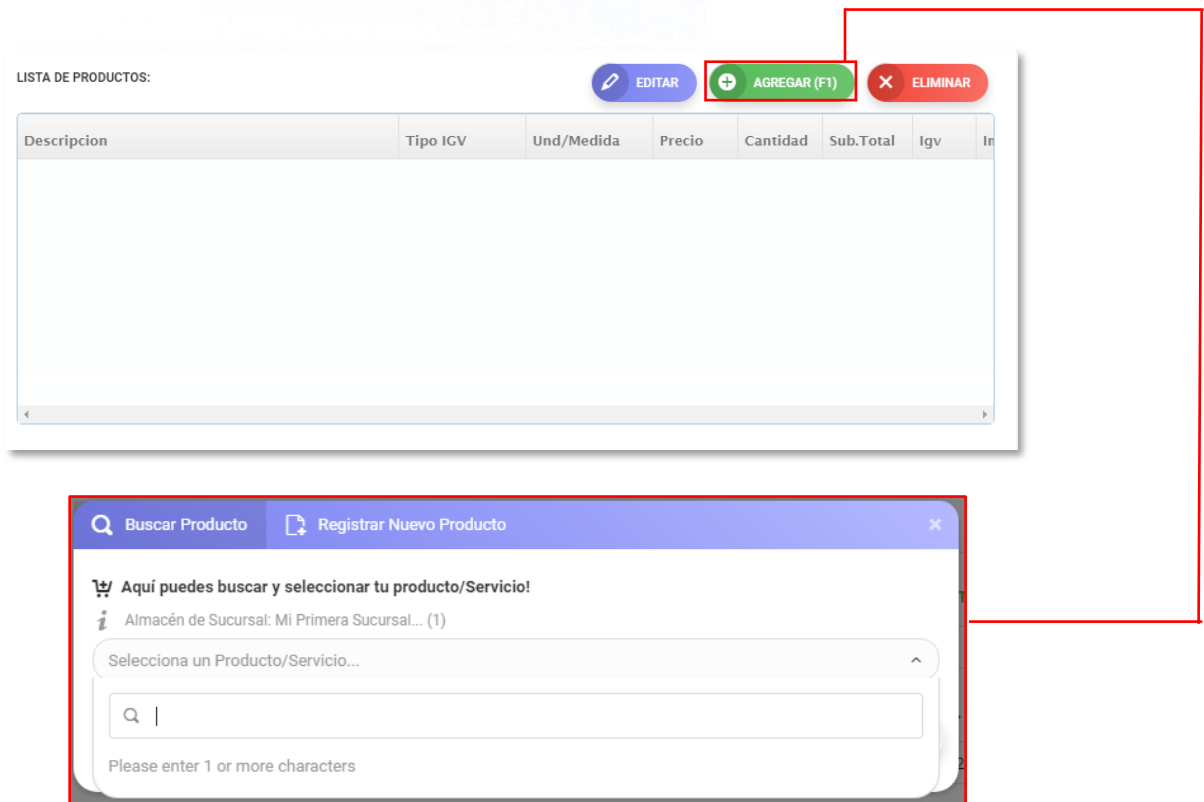 LISTA DE PRODUCTOS:
EDITAR
AGREGAR (F1)
ELIMINAR
Descripcion Tipo IGV Und/Medida Precio Cantidad Sub.Total Igv
Buscar Producto Registrar Nuevo Producto
Aquí puedes buscar y seleccionar tu producto/Servicio!
Almacén de Sucursal: Mi Primera Sucursal... (1)
Selecciona un Producto/Servicio...
Please enter 1 or more characters